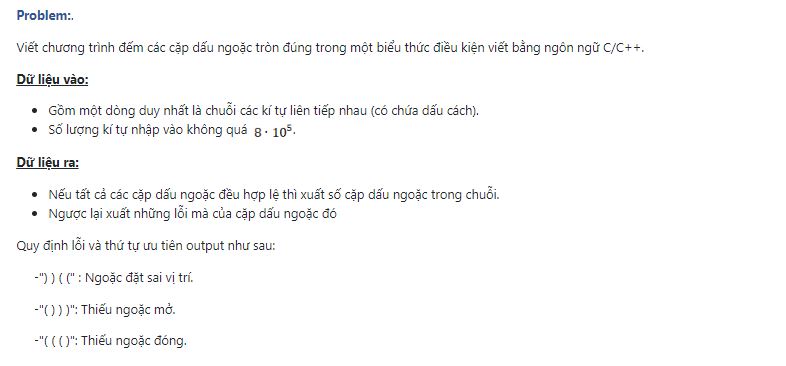 Problem:.
Viết chương trình đếm các cặp dấu ngoặc tròn đúng trong một biểu thức điều kiện viết bằng ngôn ngữ C/C++.
Dữ liệu vào:
• Gồm một dòng duy nhất là chuỗi các kí tự liên tiếp nhau (có chứa dấu cách).
• Số lượng kí tự nhập vào không quá 8 · 10⁵.
Dữ liệu ra:
• Nếu tất cả các cặp dấu ngoặc đều hợp lệ thì xuất số cặp dấu ngoặc trong chuỗi.
• Ngược lại xuất những lỗi mà của cặp dấu ngoặc đó
Quy định lỗi và thứ tự ưu tiên output như sau:
-") ) ( (" : Ngoặc đặt sai vị trí.
-"( ) ) )": Thiếu ngoặc mở.
-"( ( ( )": Thiếu ngoặc đóng.